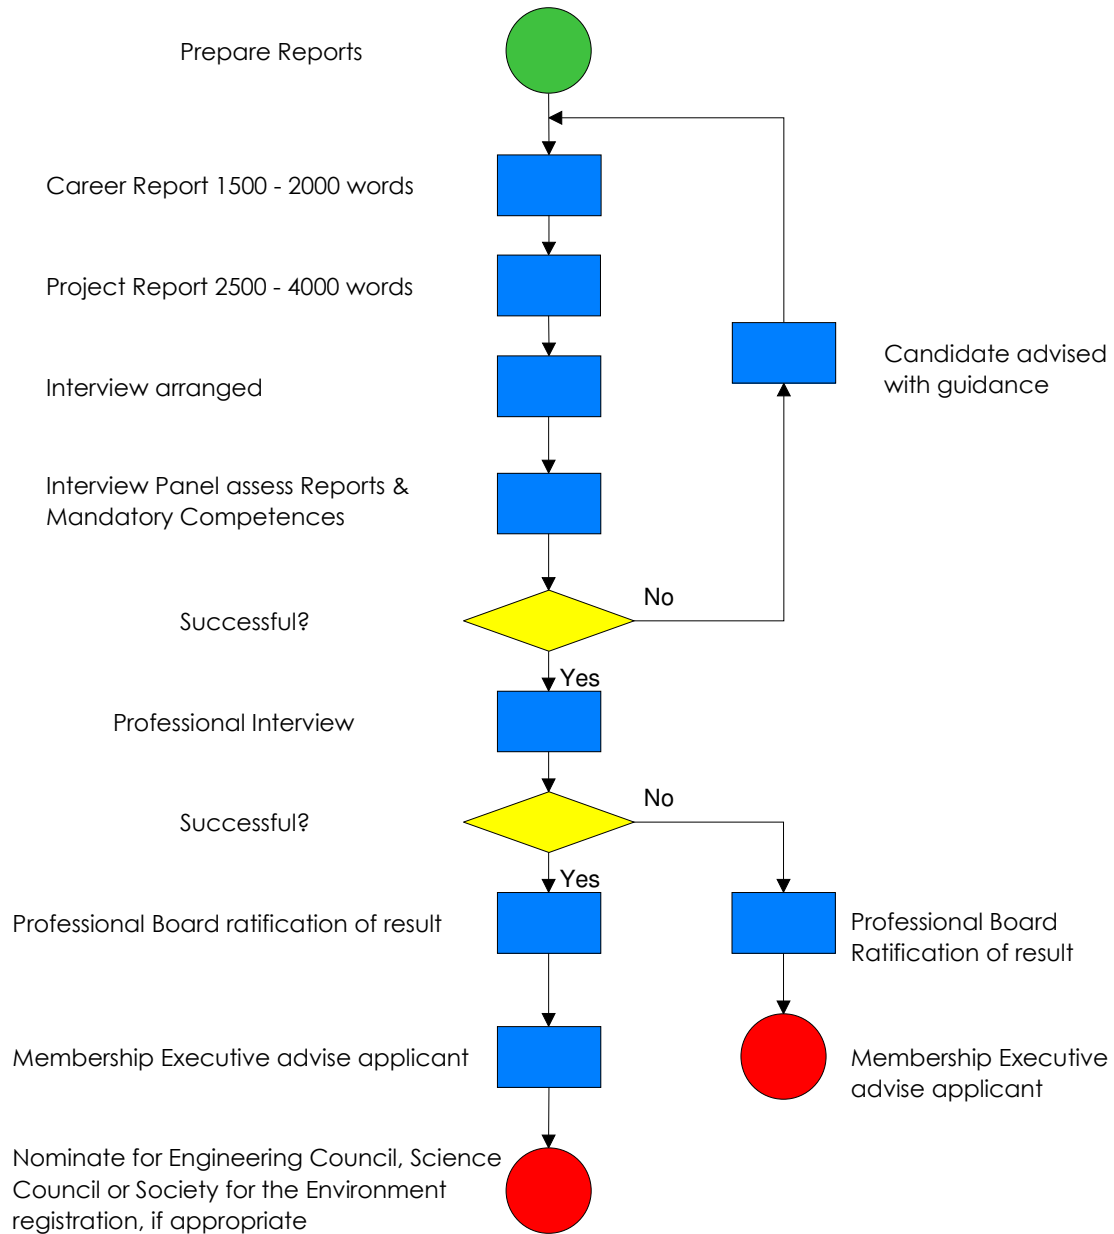 Prepare Reports
Career Report 1500 - 2000 words
Project Report 2500 - 4000 words
Candidate advised
with guidance
Interview arranged
Interview Panel assess Reports &
Mandatory Competences
No
Successful?
Yes
Professional Interview
No
Successful?
Yes
Professional Board ratification of result
Professional Board
Ratification of result
Membership Executive advise applicant
Membership Executive
advise applicant
Nominate for Engineering Council, Science
Council or Society for the Environment
registration, if appropriate